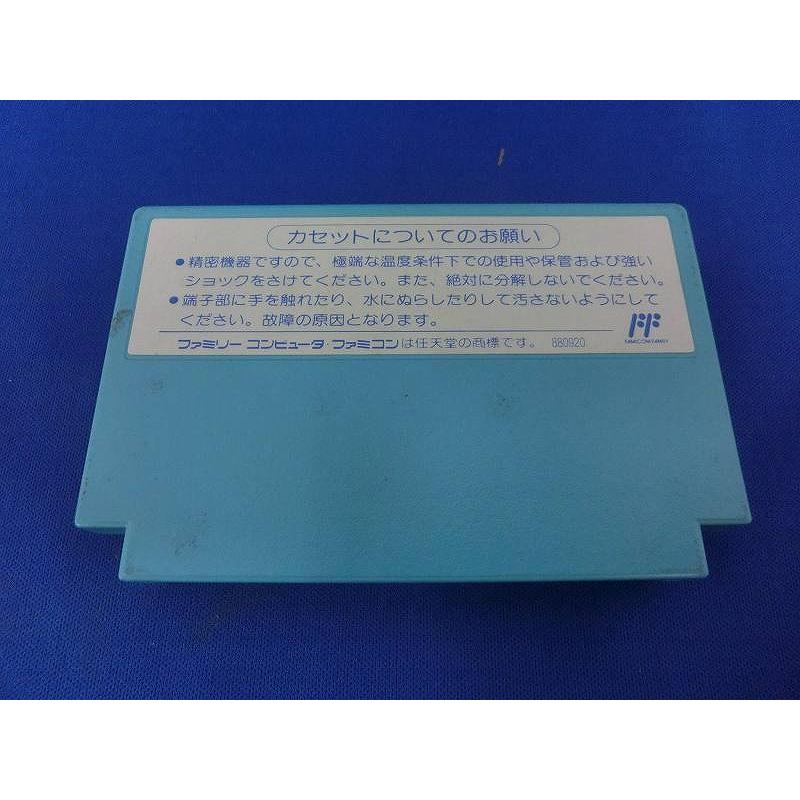 カセットについてのお願い
●精密機器ですので、極端な温度条件下での使用や保管および強い
ショックをさけてください。また、絶対に分解しないでください。
●端子部に手を触れたり、水にぬらしたりして汚さないようにして
ください。故障の原因となります。
ファミリーコンピュータ・ファミコンは任天堂の商標です。 880920
FAMICOM FAMILY